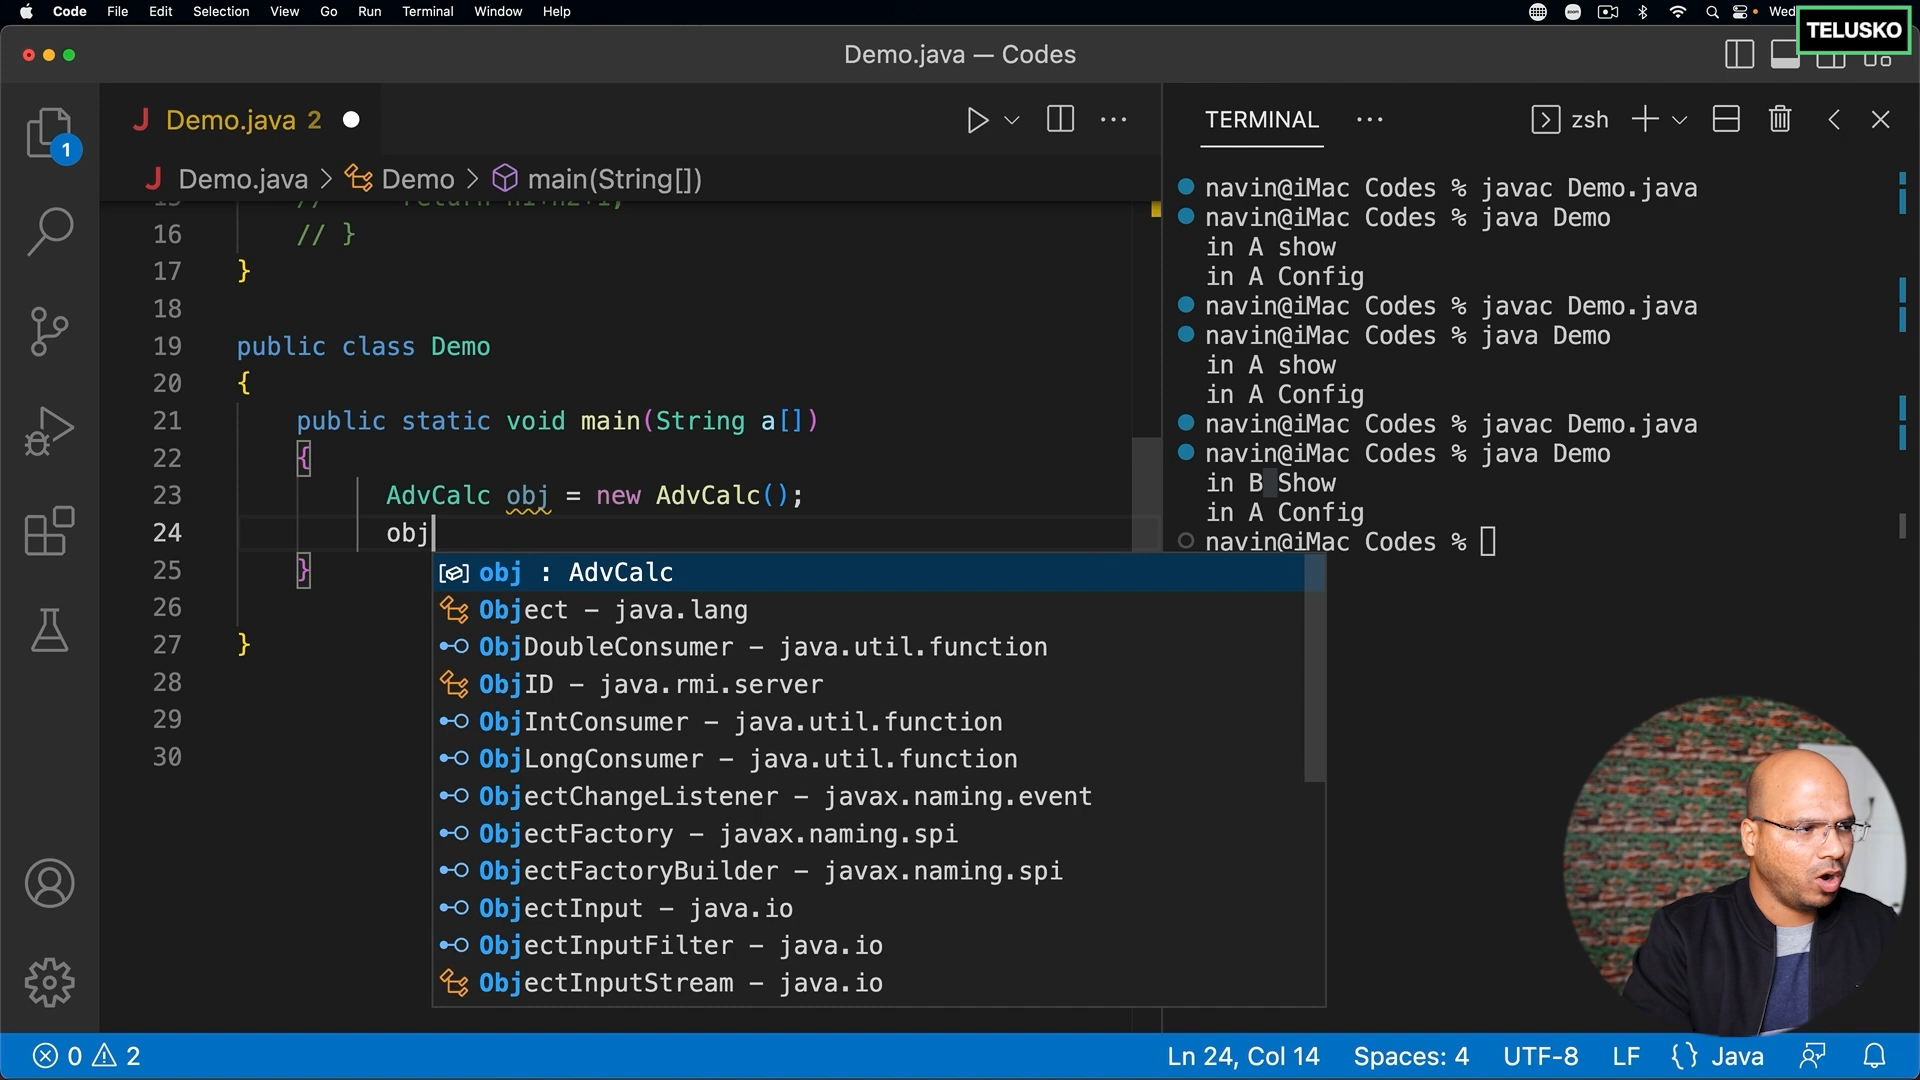 Code File Edit Selection View Go Run Terminal Window Help
Wed
TELUSKO
Demo.java — Codes
Demo.java 2
TERMINAL
zsh
1
Demo.java > Demo > main(String[])
16 // }
17 }
18
19 public class Demo
20 {
21 public static void main(String a[])
22 {
23 AdvCalc obj = new AdvCalc();
24 obj
25 }
26
27 }
28
29
30
obj : AdvCalc
Object – java.lang
ObjDoubleConsumer – java.util.function
ObjID – java.rmi.server
ObjIntConsumer – java.util.function
ObjLongConsumer – java.util.function
ObjectChangeListener – javax.naming.event
ObjectFactory – javax.naming.spi
ObjectFactoryBuilder – javax.naming.spi
ObjectInput – java.io
ObjectInputFilter – java.io
ObjectInputStream – java.io
navin@iMac Codes % javac Demo.java
navin@iMac Codes % java Demo
in A show
in A Config
navin@iMac Codes % javac Demo.java
navin@iMac Codes % java Demo
in A show
in A Config
navin@iMac Codes % javac Demo.java
navin@iMac Codes % java Demo
in B Show
in A Config
navin@iMac Codes %
0 2
Ln 24, Col 14 Spaces: 4 UTF-8 LF {} Java